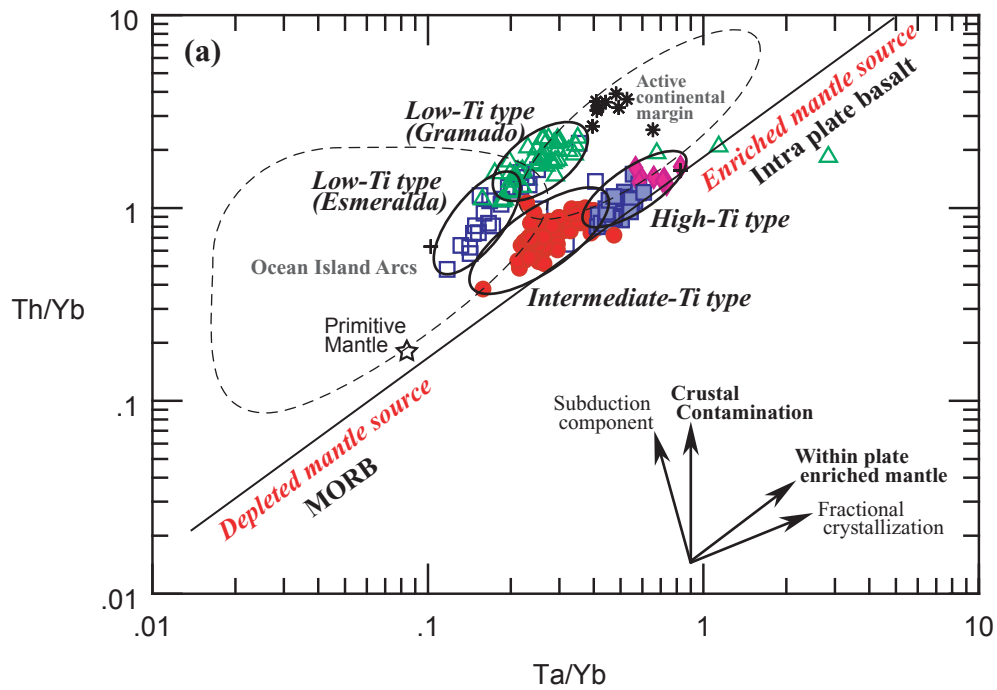 (a)
10
1
.1
.01
Th/Yb
.01
.1
1
10
Ta/Yb
Low-Ti type
(Gramado)
Low-Ti type
(Esmeralda)
Active
continental
margin
Enriched mantle source
Intra plate basalt
High-Ti type
Ocean Island Arcs
Intermediate-Ti type
Primitive
Mantle
Depleted mantle source
MORB
Subduction
component
Crustal
Contamination
Within plate
enriched mantle
Fractional
crystallization